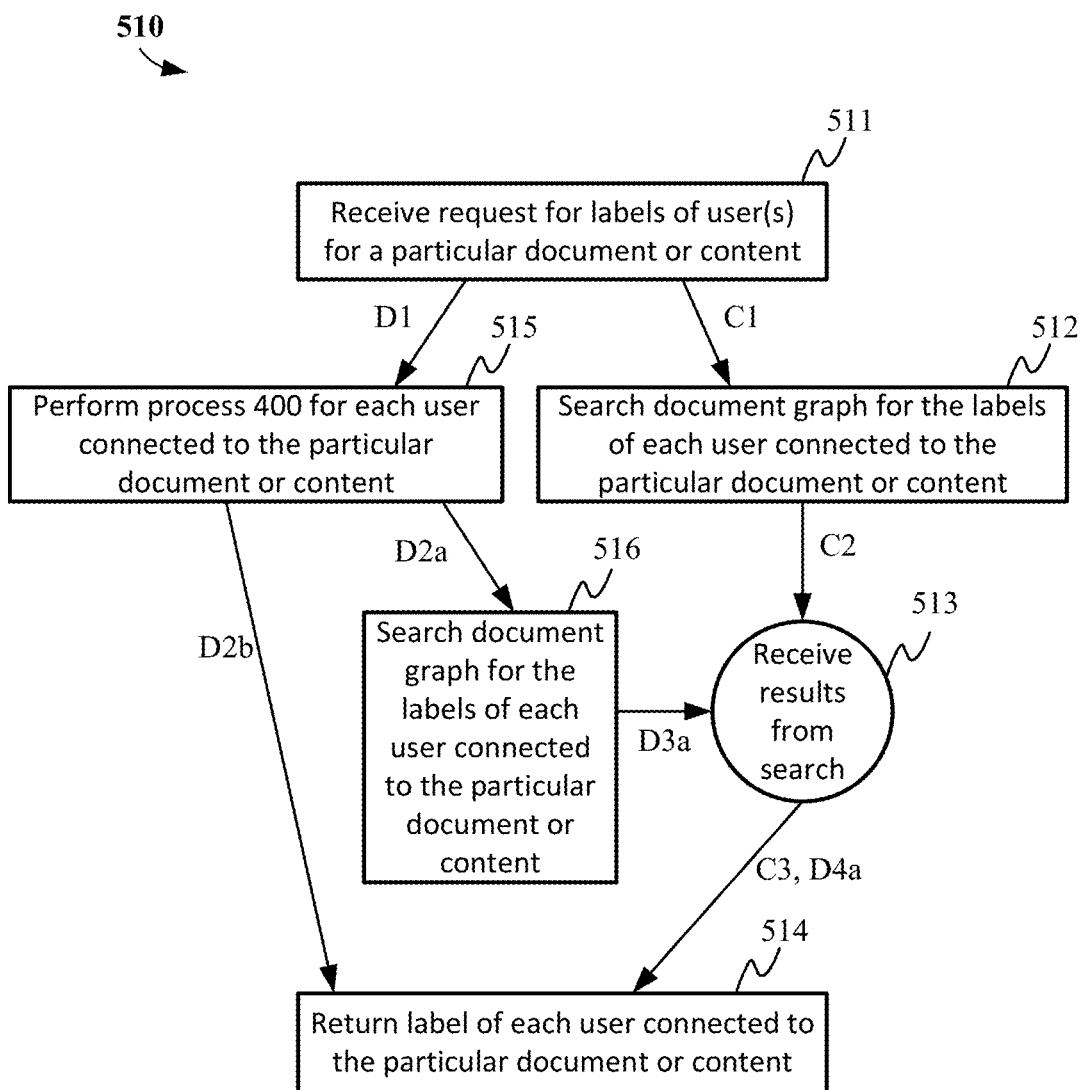 510
511
Receive request for labels of user(s)
for a particular document or content
D1
C1
515
512
Perform process 400 for each user
connected to the particular
document or content
Search document graph for the labels
of each user connected to the
particular document or content
D2a
C2
516
513
D2b
Search document
graph for the
labels of each
user connected
to the particular
document or
content
D3a
Receive
results
from
search
C3, D4a
514
Return label of each user connected to
the particular document or content